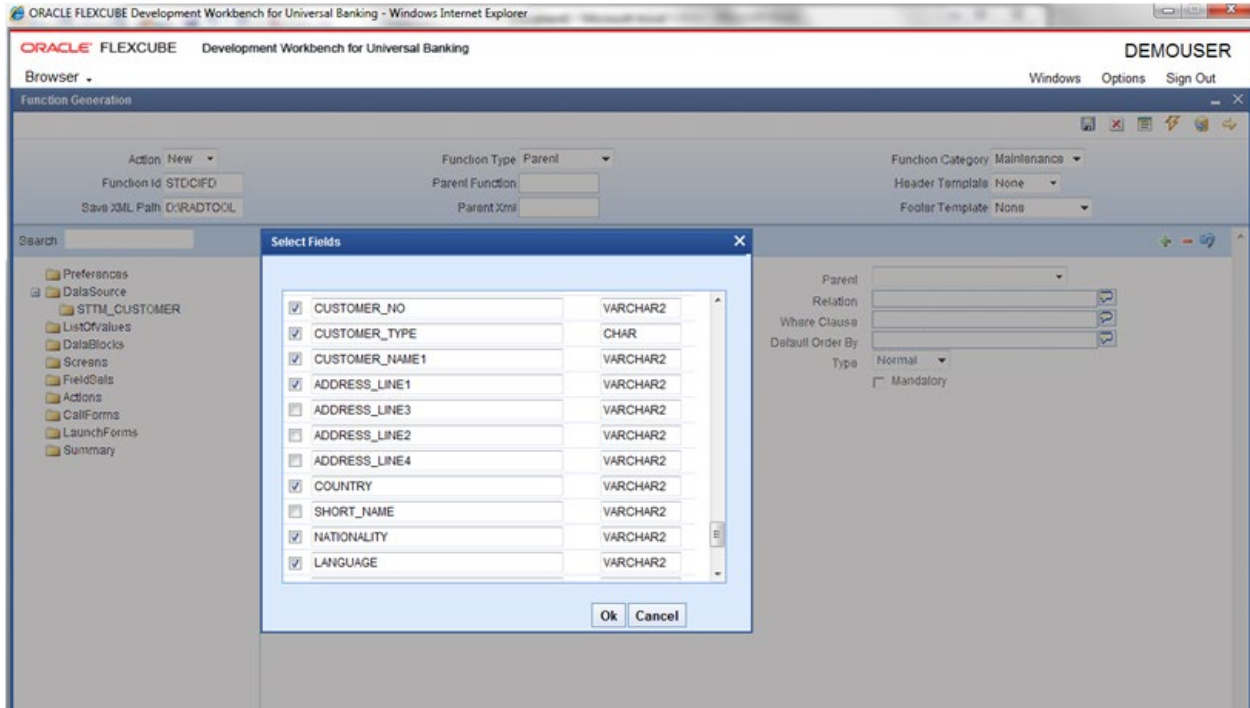 ORACLE FLEXCUBE Development Workbench for Universal Banking - Windows Internet Explorer
ORACLE FLEXCUBE Development Workbench for Universal Banking DEMOUSER
Browser Windows Options Sign Out
Function Generation
Action New Function Type Parent Function Category Maintenance
Function Id STDCIFD Parent Function Header Template None
Save XML Path D:\RADTOOL Parent Xml Footer Template None
Search
Select Fields
Preferences
DataSource
STTM_CUSTOMER
ListOfValues
DataBlocks
Screens
FieldSets
Actions
CallForms
LaunchForms
Summary
CUSTOMER_NO VARCHAR2
CUSTOMER_TYPE CHAR
CUSTOMER_NAME1 VARCHAR2
ADDRESS_LINE1 VARCHAR2
ADDRESS_LINE3 VARCHAR2
ADDRESS_LINE2 VARCHAR2
ADDRESS_LINE4 VARCHAR2
COUNTRY VARCHAR2
SHORT_NAME VARCHAR2
NATIONALITY VARCHAR2
LANGUAGE VARCHAR2
Ok Cancel
Parent
Relation
Where Clause
Default Order By
Type Normal
Mandatory